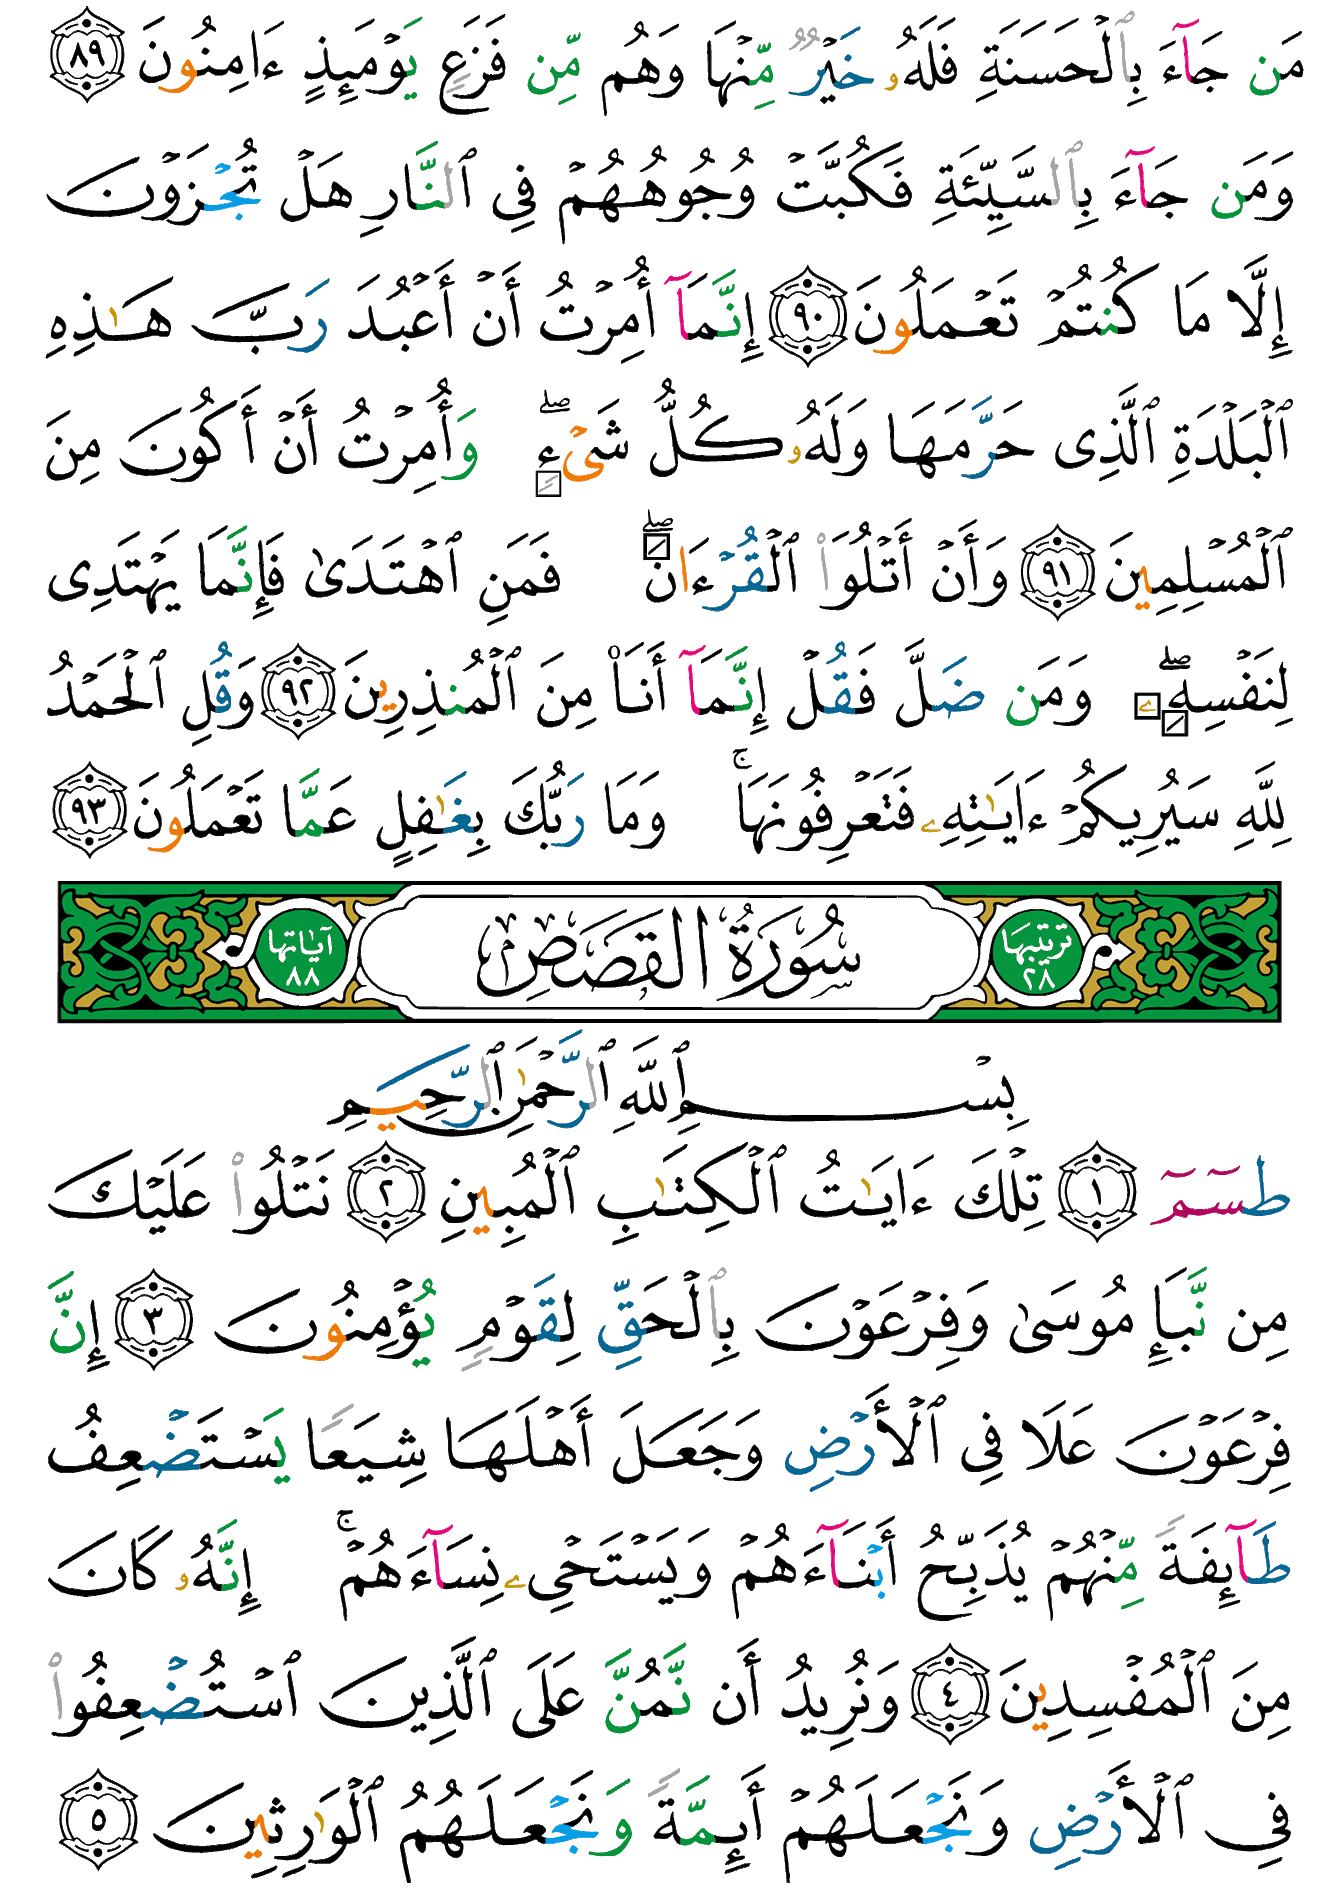 مَن جَآءَ بِٱلۡحَسَنَةِ فَلَهُۥ خَيۡرٞ مِّنۡهَا وَهُم مِّن فَزَعٖ يَوۡمَئِذٍ ءَامِنُونَ ٨٩
وَمَن جَآءَ بِٱلسَّيِّئَةِ فَكُبَّتۡ وُجُوهُهُمۡ فِي ٱلنَّارِ هَلۡ تُجۡزَوۡنَ
إِلَّا مَا كُنتُمۡ تَعۡمَلُونَ ٩٠ إِنَّمَآ أُمِرۡتُ أَنۡ أَعۡبُدَ رَبَّ هَٰذِهِ
ٱلۡبَلۡدَةِ ٱلَّذِي حَرَّمَهَا وَلَهُۥ كُلُّ شَيۡءٖۖ وَأُمِرۡتُ أَنۡ أَكُونَ مِنَ
ٱلۡمُسۡلِمِينَ ٩١ وَأَنۡ أَتۡلُوَاْ ٱلۡقُرۡءَانَۖ فَمَنِ ٱهۡتَدَىٰ فَإِنَّمَا يَهۡتَدِي
لِنَفۡسِهِۦۖ وَمَن ضَلَّ فَقُلۡ إِنَّمَآ أَنَا۠ مِنَ ٱلۡمُنذِرِينَ ٩٢ وَقُلِ ٱلۡحَمۡدُ
لِلَّهِ سَيُرِيكُمۡ ءَايَٰتِهِۦ فَتَعۡرِفُونَهَاۚ وَمَا رَبُّكَ بِغَٰفِلٍ عَمَّا تَعۡمَلُونَ ٩٣
ترتيبها ٢٨ سُورَةُ القَصَصِ آياتها ٨٨
بِسۡمِ ٱللَّهِ ٱلرَّحۡمَٰنِ ٱلرَّحِيمِ
طسٓمٓ ١ تِلۡكَ ءَايَٰتُ ٱلۡكِتَٰبِ ٱلۡمُبِينِ ٢ نَتۡلُواْ عَلَيۡكَ
مِن نَّبَإِ مُوسَىٰ وَفِرۡعَوۡنَ بِٱلۡحَقِّ لِقَوۡمٖ يُؤۡمِنُونَ ٣ إِنَّ
فِرۡعَوۡنَ عَلَا فِي ٱلۡأَرۡضِ وَجَعَلَ أَهۡلَهَا شِيَعٗا يَسۡتَضۡعِفُ
طَآئِفَةٗ مِّنۡهُمۡ يُذَبِّحُ أَبۡنَآءَهُمۡ وَيَسۡتَحۡيِۦ نِسَآءَهُمۡۚ إِنَّهُۥ كَانَ
مِنَ ٱلۡمُفۡسِدِينَ ٤ وَنُرِيدُ أَن نَّمُنَّ عَلَى ٱلَّذِينَ ٱسۡتُضۡعِفُواْ
فِي ٱلۡأَرۡضِ وَنَجۡعَلَهُمۡ أَئِمَّةٗ وَنَجۡعَلَهُمُ ٱلۡوَٰرِثِينَ ٥